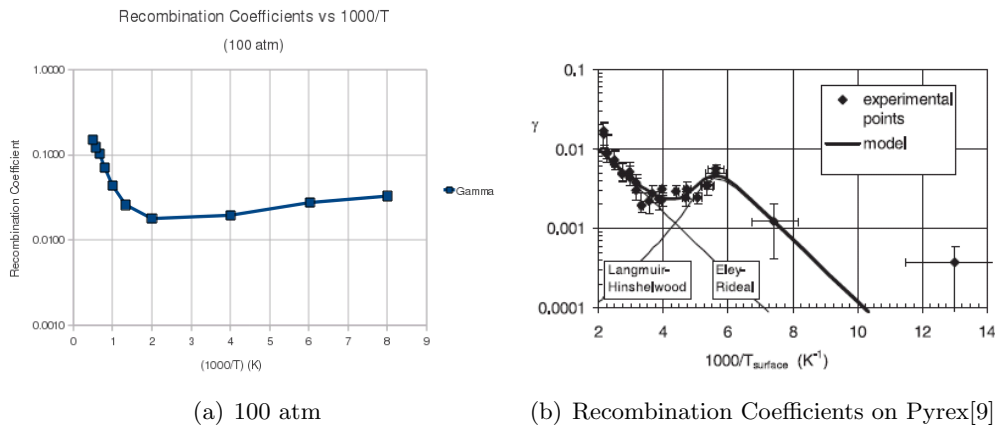 Recombination Coefficients vs 1000/T
(100 atm)
Recombination Coefficient
1.0000
0.1000
0.0100
0.0010
0 1 2 3 4 5 6 7 8 9
(1000/T) (K)
Gamma
(a) 100 atm
γ
0.1
0.01
0.001
0.0001
experimental
points
model
Langmuir-
Hinshelwood
Eley-
Rideal
2 4 6 8 10 12 14
1000/Tsurface (K-1)
(b) Recombination Coefficients on Pyrex[9]